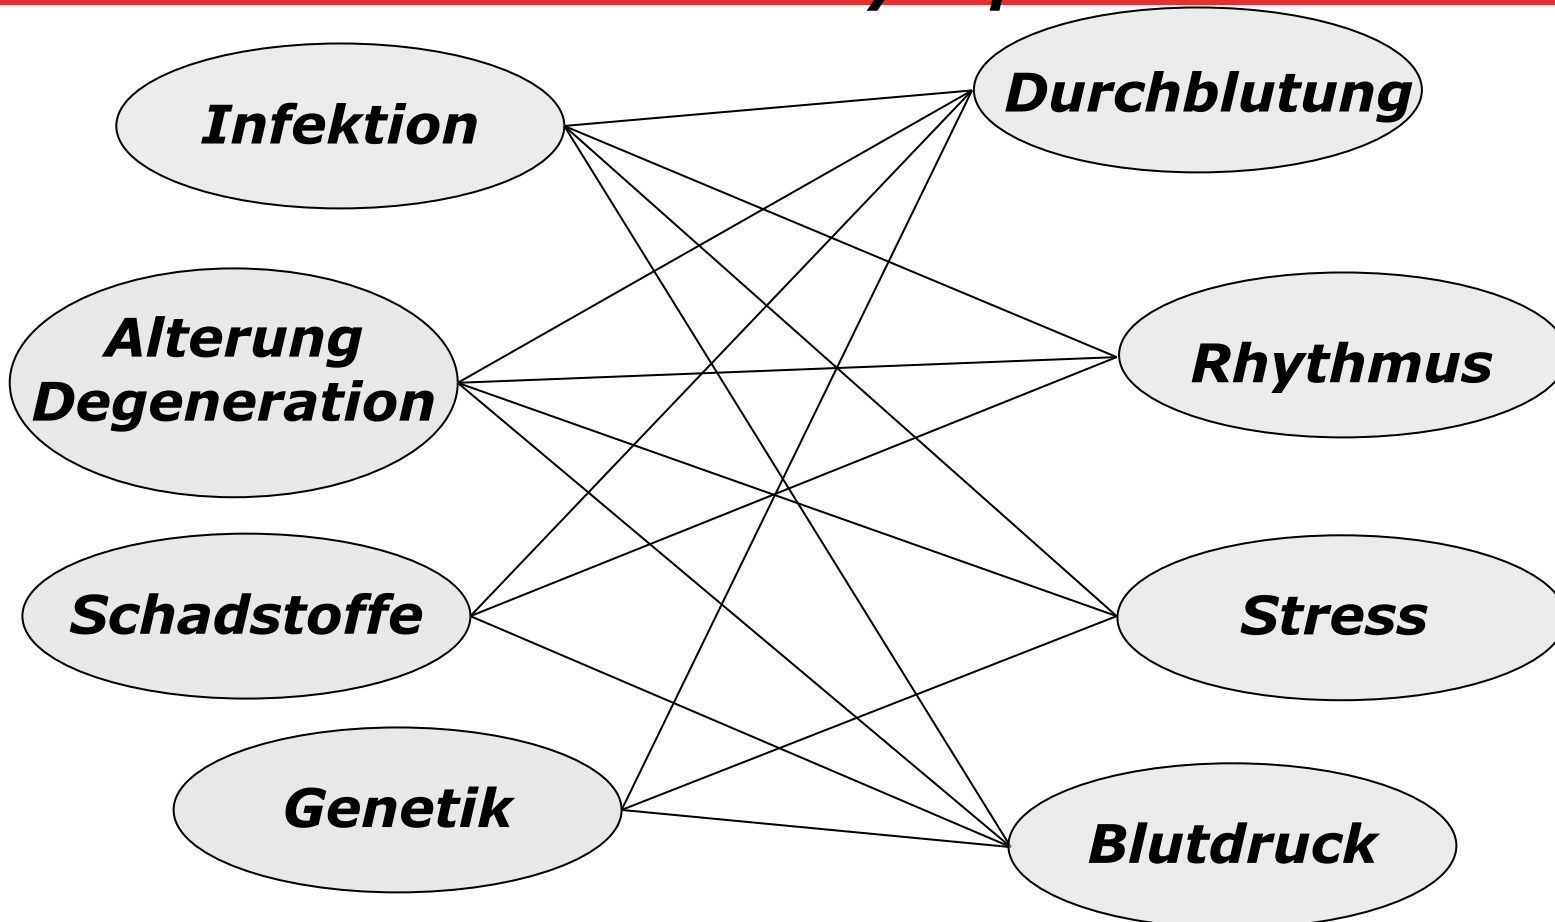 Infektion
Durchblutung
Alterung
Degeneration
Rhythmus
Schadstoffe
Stress
Genetik
Blutdruck